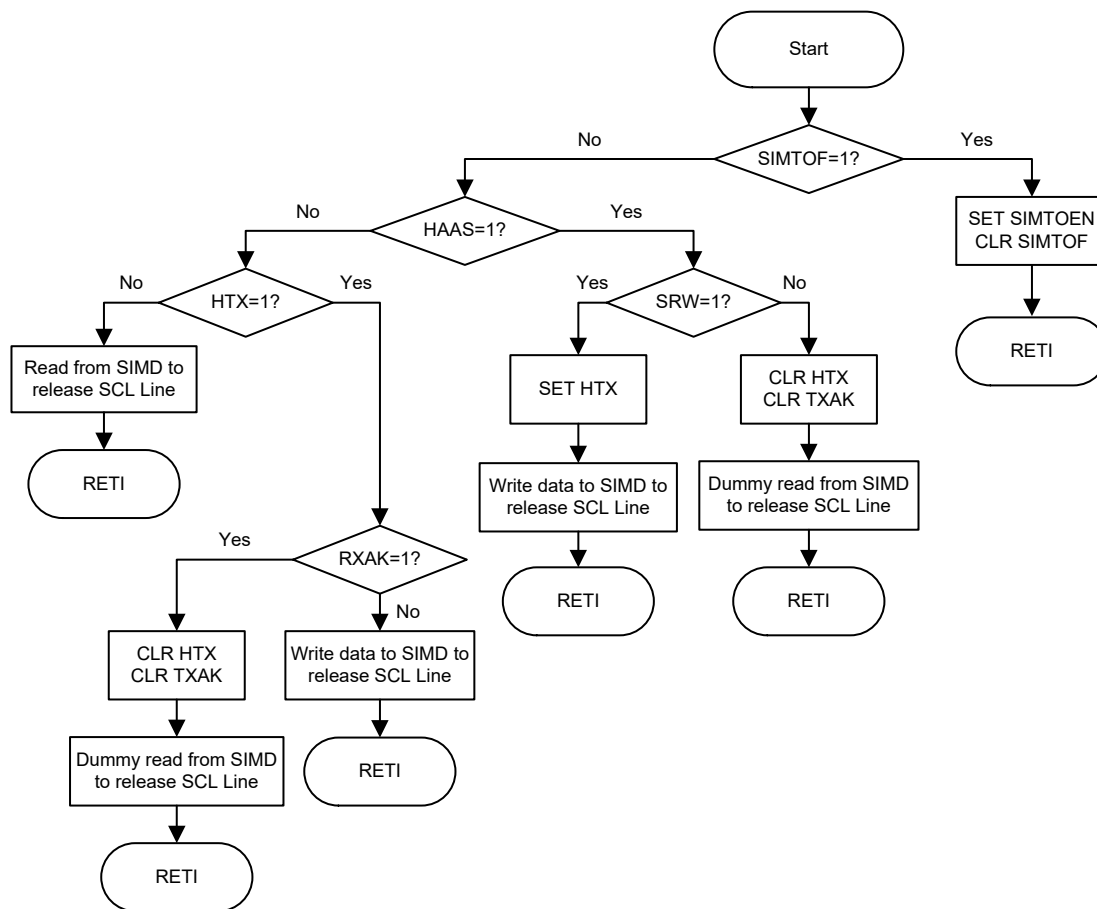 Start
No
Yes
SIMTOF=1?
No
Yes
HAAS=1?
SET SIMTOEN
CLR SIMTOF
No
Yes
HTX=1?
Yes
No
SRW=1?
RETI
Read from SIMD to
release SCL Line
SET HTX
CLR HTX
CLR TXAK
RETI
Write data to SIMD to
release SCL Line
Dummy read from SIMD
to release SCL Line
Yes
RXAK=1?
No
RETI
RETI
CLR HTX
CLR TXAK
Write data to SIMD to
release SCL Line
Dummy read from SIMD
to release SCL Line
RETI
RETI